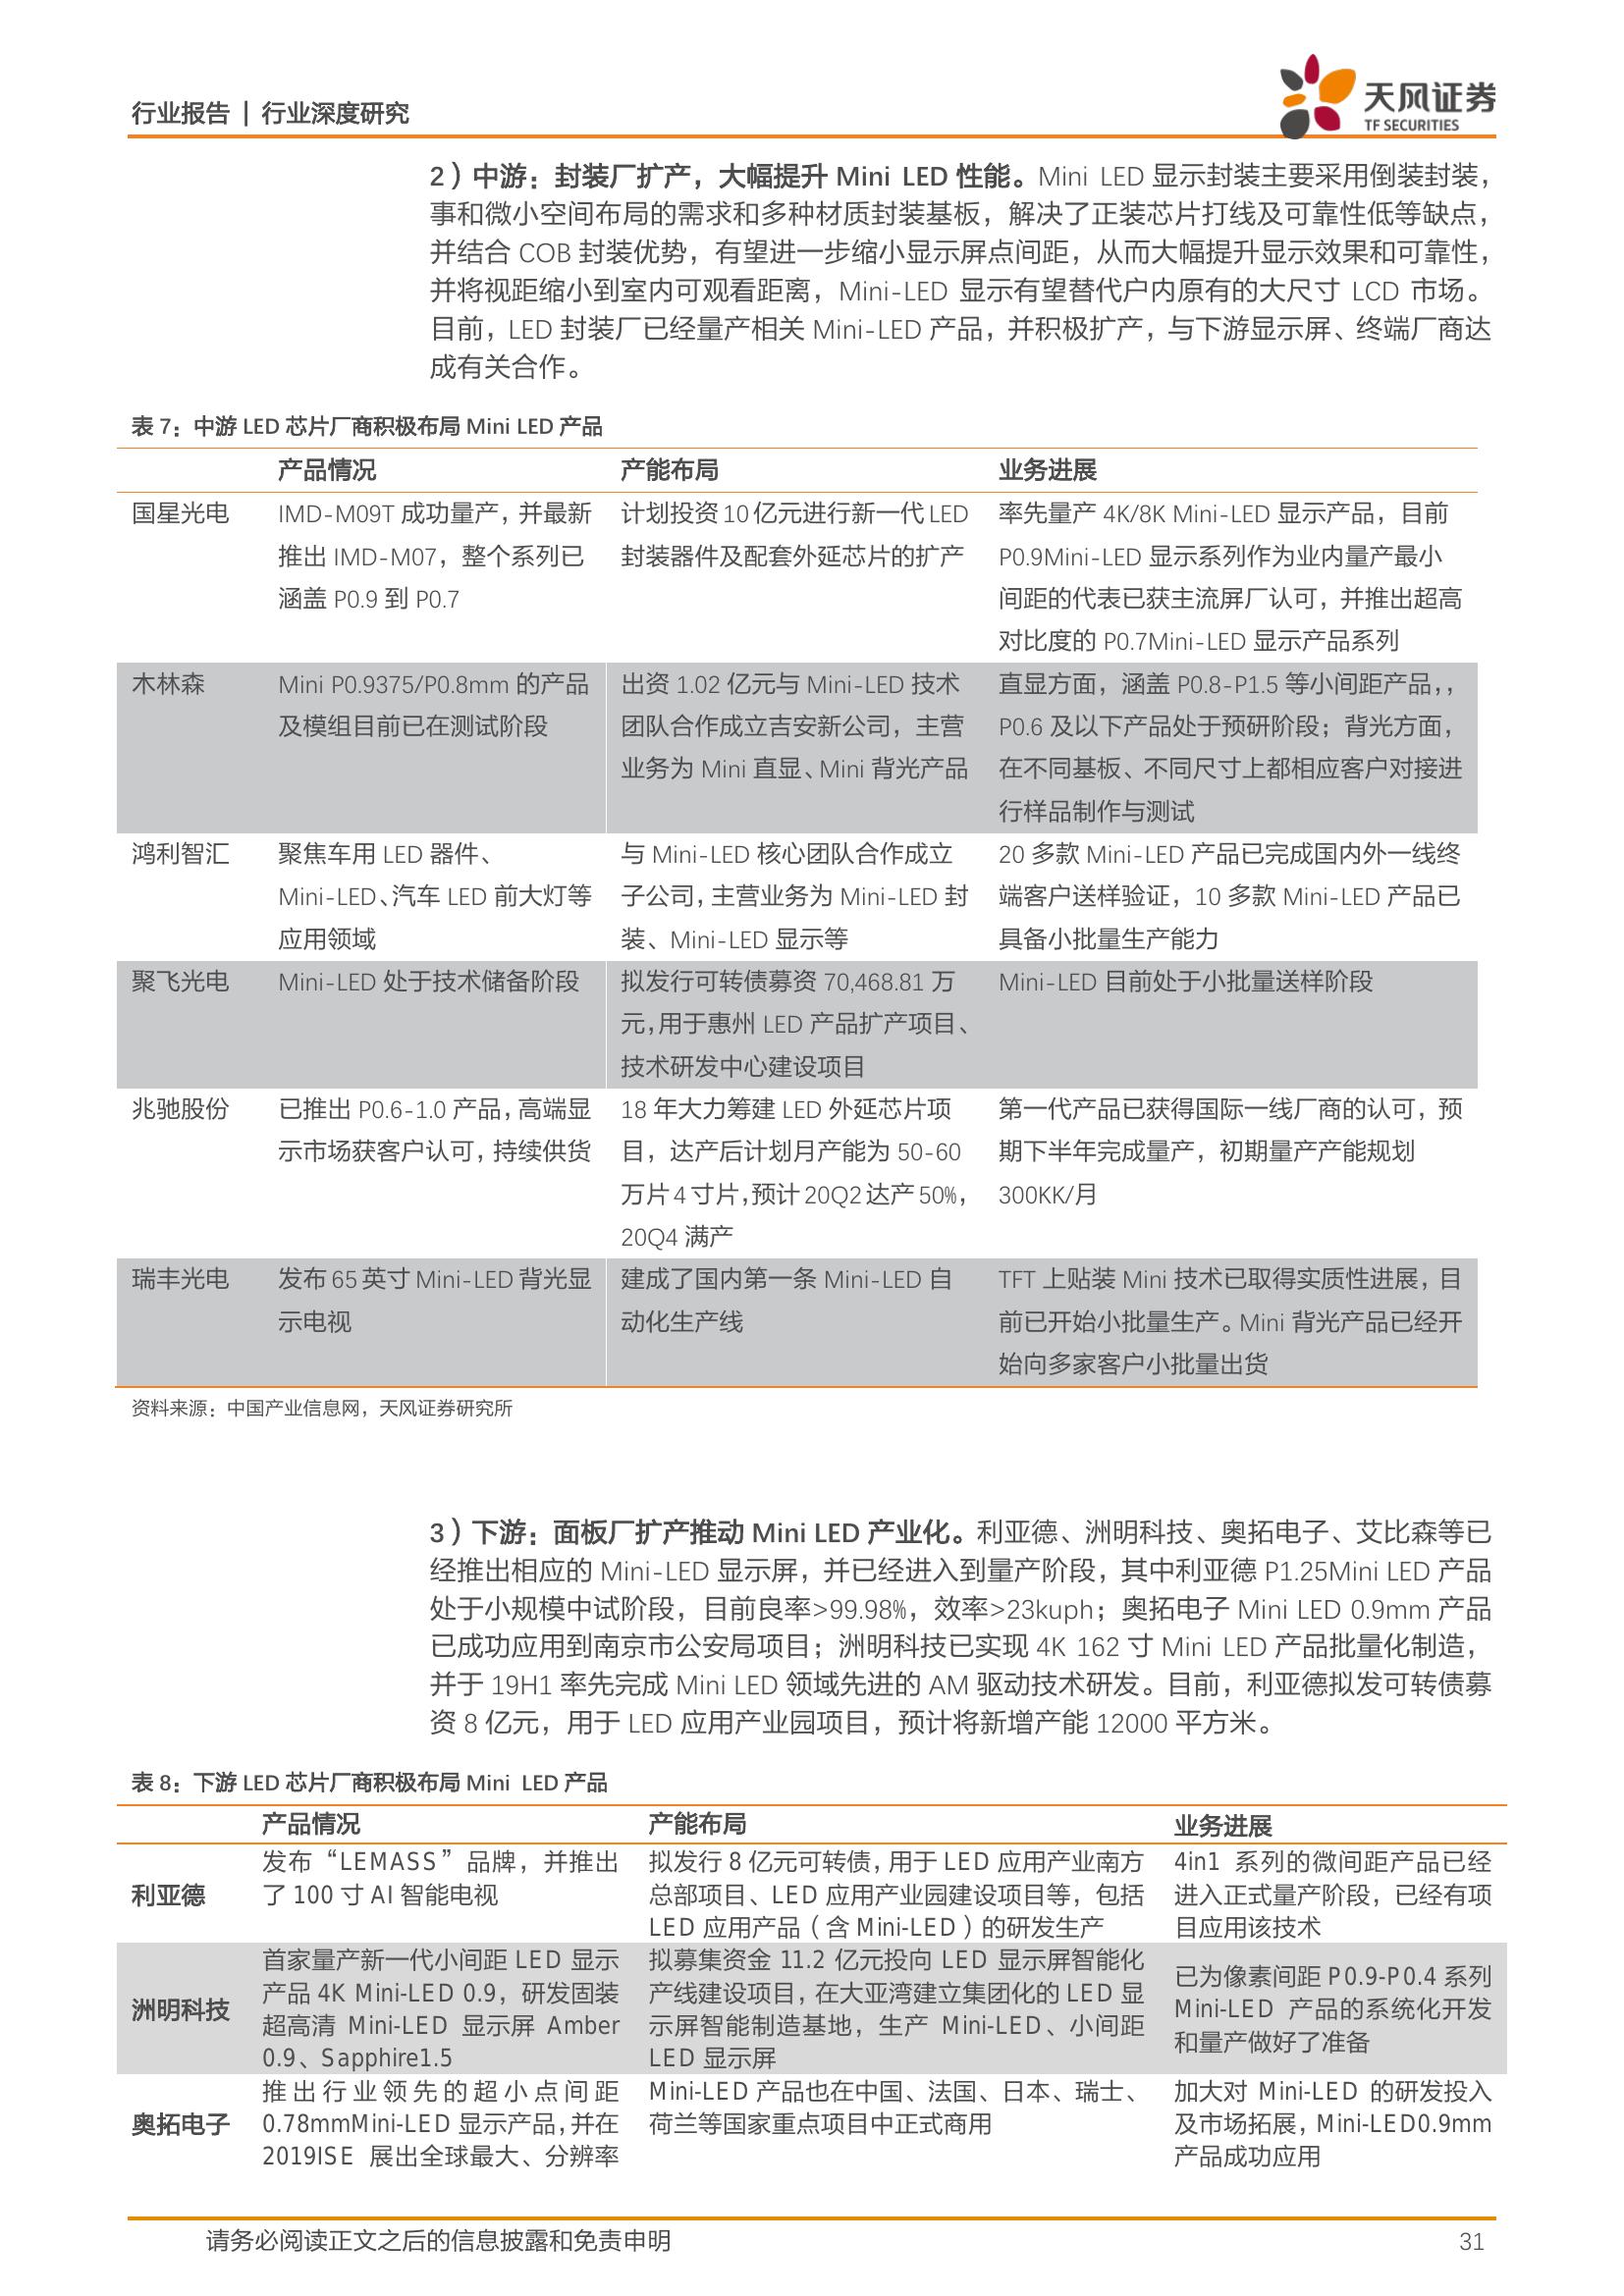 行业报告 | 行业深度研究
天风证券
TF SECURITIES
2）中游：封装厂扩产，大幅提升 Mini LED 性能。Mini LED 显示封装主要采用倒装封装，
事和微小空间布局的需求和多种材质封装基板，解决了正装芯片打线及可靠性低等缺点，
并结合 COB 封装优势，有望进一步缩小显示屏点间距，从而大幅提升显示效果和可靠性，
并将视距缩小到室内可观看距离，Mini-LED 显示有望替代户内原有的大尺寸 LCD 市场。
目前，LED 封装厂已经量产相关 Mini-LED 产品，并积极扩产，与下游显示屏、终端厂商达
成有关合作。
表 7：中游 LED 芯片厂商积极布局 Mini LED 产品
产品情况 产能布局 业务进展
国星光电 IMD-M09T 成功量产，并最新 计划投资 10 亿元进行新一代 LED 率先量产 4K/8K Mini-LED 显示产品，目前
推出 IMD-M07，整个系列已 封装器件及配套外延芯片的扩产 P0.9Mini-LED 显示系列作为业内量产最小
涵盖 P0.9 到 P0.7 间距的代表已获主流屏厂认可，并推出超高
对比度的 P0.7Mini-LED 显示产品系列
木林森 Mini P0.9375/P0.8mm 的产品 出资 1.02 亿元与 Mini-LED 技术 直显方面，涵盖 P0.8-P1.5 等小间距产品，，
及模组目前已在测试阶段 团队合作成立吉安新公司，主营 P0.6 及以下产品处于预研阶段；背光方面，
业务为 Mini 直显、Mini 背光产品 在不同基板、不同尺寸上都相应客户对接进
行样品制作与测试
鸿利智汇 聚焦车用 LED 器件、 与 Mini-LED 核心团队合作成立 20 多款 Mini-LED 产品已完成国内外一线终
Mini-LED、汽车 LED 前大灯等 子公司，主营业务为 Mini-LED 封 端客户送样验证，10 多款 Mini-LED 产品已
应用领域 装、Mini-LED 显示等 具备小批量生产能力
聚飞光电 Mini-LED 处于技术储备阶段 拟发行可转债募资 70,468.81 万 Mini-LED 目前处于小批量送样阶段
元，用于惠州 LED 产品扩产项目、
技术研发中心建设项目
兆驰股份 已推出 P0.6-1.0 产品，高端显 18 年大力筹建 LED 外延芯片项 第一代产品已获得国际一线厂商的认可，预
示市场获客户认可，持续供货 目，达产后计划月产能为 50-60 期下半年完成量产，初期量产产能规划
万片 4 寸片，预计 20Q2 达产 50%， 300KK/月
20Q4 满产
瑞丰光电 发布 65 英寸 Mini-LED 背光显 建成了国内第一条 Mini-LED 自 TFT 上贴装 Mini 技术已取得实质性进展，目
示电视 动化生产线 前已开始小批量生产。Mini 背光产品已经开
始向多家客户小批量出货
资料来源：中国产业信息网，天风证券研究所
3）下游：面板厂扩产推动 Mini LED 产业化。利亚德、洲明科技、奥拓电子、艾比森等已
经推出相应的 Mini-LED 显示屏，并已经进入到量产阶段，其中利亚德 P1.25Mini LED 产品
处于小规模中试阶段，目前良率>99.98%，效率>23kuph；奥拓电子 Mini LED 0.9mm 产品
已成功应用到南京市公安局项目；洲明科技已实现 4K 162 寸 Mini LED 产品批量化制造，
并于 19H1 率先完成 Mini LED 领域先进的 AM 驱动技术研发。目前，利亚德拟发可转债募
资 8 亿元，用于 LED 应用产业园项目，预计将新增产能 12000 平方米。
表 8：下游 LED 芯片厂商积极布局 Mini LED 产品
产品情况 产能布局 业务进展
发布“LEMASS”品牌，并推出 拟发行 8 亿元可转债，用于 LED 应用产业南方 4in1 系列的微间距产品已经
利亚德 了 100 寸 AI 智能电视 总部项目、LED 应用产业园建设项目等，包括 进入正式量产阶段，已经有项
LED 应用产品（含 Mini-LED）的研发生产 目应用该技术
首家量产新一代小间距 LED 显示 拟募集资金 11.2 亿元投向 LED 显示屏智能化 已为像素间距 P0.9-P0.4 系列
洲明科技 产品 4K Mini-LED 0.9，研发固装 产线建设项目，在大亚湾建立集团化的 LED 显 Mini-LED 产品的系统化开发
超高清 Mini-LED 显示屏 Amber 示屏智能制造基地，生产 Mini-LED、小间距 和量产做好了准备
0.9、Sapphire1.5 LED 显示屏
推出行业领先的超小点间距 Mini-LED 产品也在中国、法国、日本、瑞士、 加大对 Mini-LED 的研发投入
奥拓电子 0.78mmMini-LED 显示产品，并在 荷兰等国家重点项目中正式商用 及市场拓展，Mini-LED0.9mm
2019ISE 展出全球最大、分辨率 产品成功应用
请务必阅读正文之后的信息披露和免责申明 31